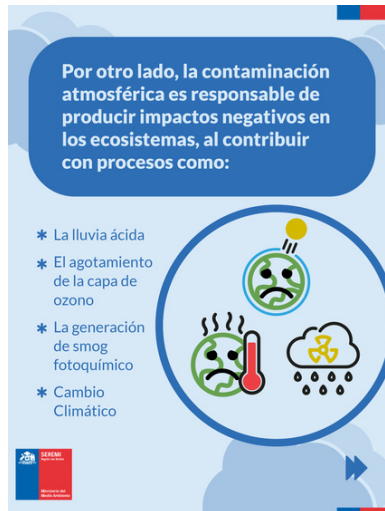 Por otro lado, la contaminación
atmosférica es responsable de
producir impactos negativos en
los ecosistemas, al contribuir
con procesos como:
* La lluvia ácida
* El agotamiento
de la capa de
ozono
* La generación
de smog
fotoquímico
* Cambio
Climático
SEREMI
Ministerio del
Medio Ambiente